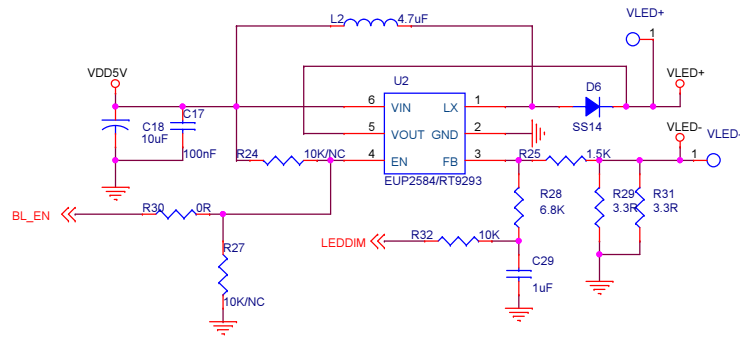 L2
4.7uF
VLED+
1
VDD5V
U2
D6
VLED+
6
VIN
LX
1
C17
C18
10uF
100nF
5
VOUT
GND
2
SS14
VLED-
VLED-
R24
10K/NC
4
EN
FB
3
R25
1.5K
1
EUP2584/RT9293
R28
6.8K
R29
3.3R
R31
3.3R
BL_EN
R30
0R
LEDDIM
R32
10K
R27
10K/NC
C29
1uF